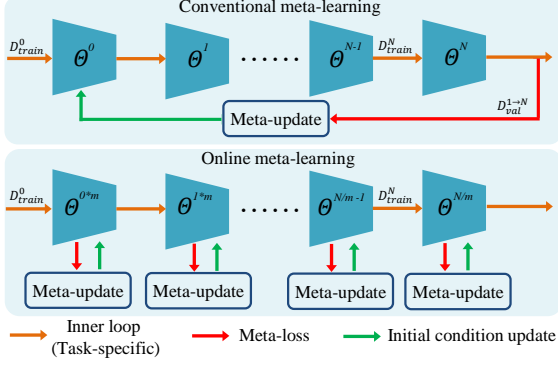 Conventional meta-learning
D⁰train Θ⁰ Θ¹ ...... Θᴺ⁻¹ Dᴺtrain Θᴺ
Meta-update D¹→ᴺval
Online meta-learning
D⁰train Θ⁰*ᵐ Θ¹*ᵐ ...... Θᴺ/ᵐ⁻¹ Dᴺtrain Θᴺ/ᵐ
Meta-update Meta-update Meta-update Meta-update
Inner loop
(Task-specific) Meta-loss Initial condition update